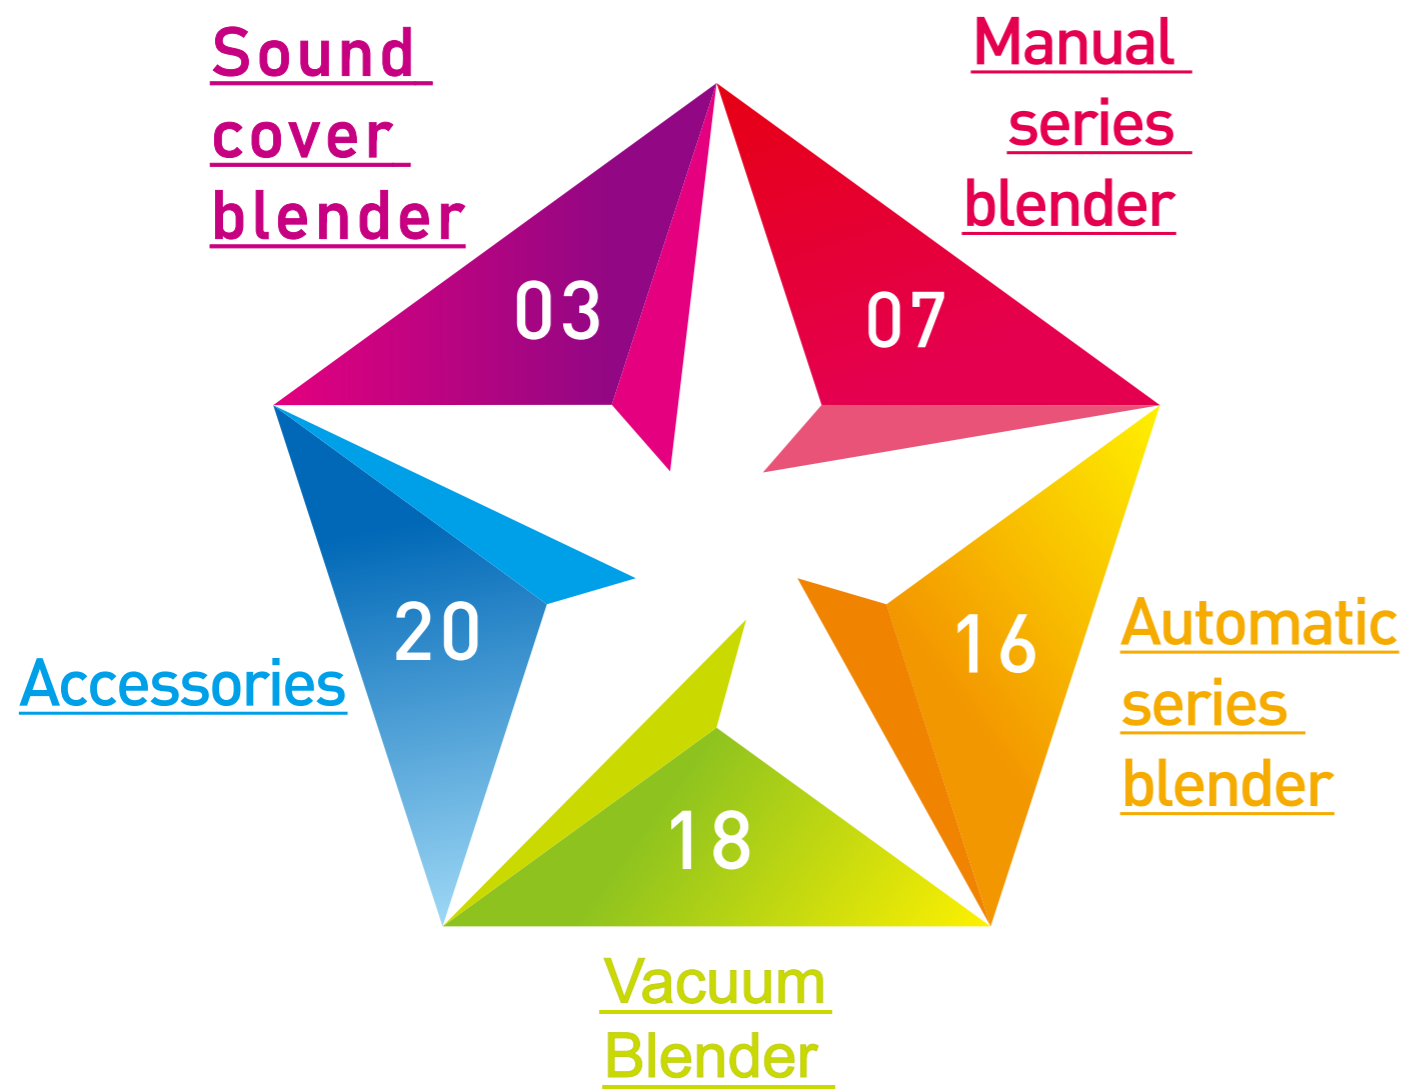 Sound
cover
blender
03
Manual
series
blender
07
Automatic
series
blender
16
Vacuum
Blender
18
Accessories
20